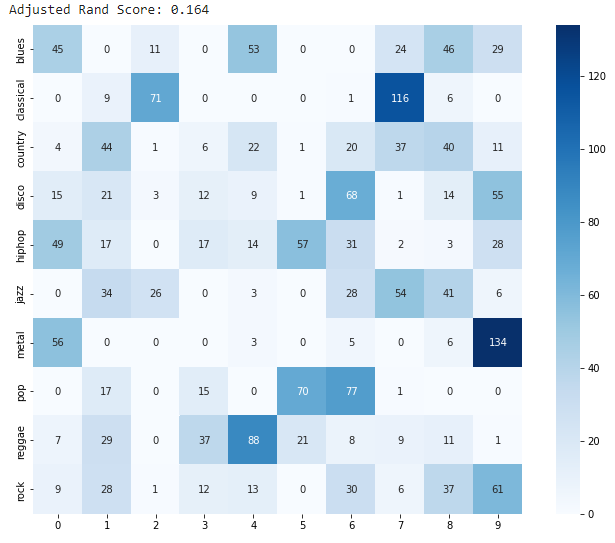 Adjusted Rand Score: 0.164
blues 45 0 11 0 53 0 0 24 46 29
classical 0 9 71 0 0 0 1 116 6 0
country 4 44 1 6 22 1 20 37 40 11
disco 15 21 3 12 9 1 68 1 14 55
hiphop 49 17 0 17 14 57 31 2 3 28
jazz 0 34 26 0 3 0 28 54 41 6
metal 56 0 0 0 3 0 5 0 6 134
pop 0 17 0 15 0 70 77 1 0 0
reggae 7 29 0 37 88 21 8 9 11 1
rock 9 28 1 12 13 0 30 6 37 61
0 1 2 3 4 5 6 7 8 9
120
100
80
60
40
20
0